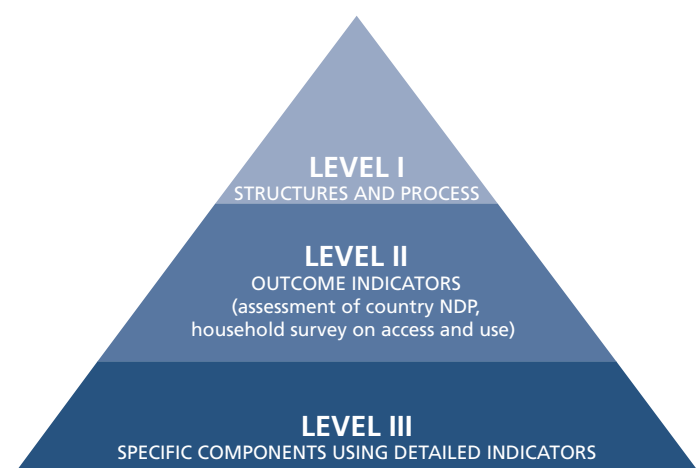 LEVEL I
STRUCTURES AND PROCESS
LEVEL II
OUTCOME INDICATORS
(assessment of country NDP,
household survey on access and use)
LEVEL III
SPECIFIC COMPONENTS USING DETAILED INDICATORS